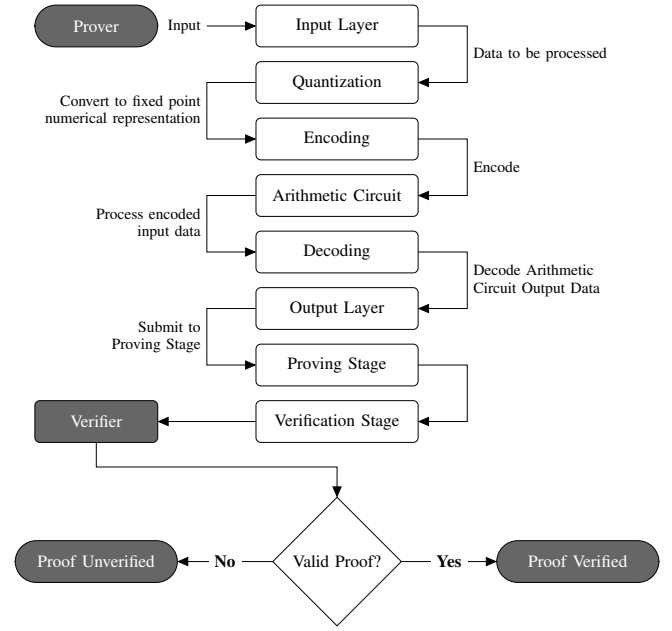 Prover
Input
Input Layer
Data to be processed
Quantization
Convert to fixed point
numerical representation
Encoding
Encode
Arithmetic Circuit
Process encoded
input data
Decoding
Decode Arithmetic
Circuit Output Data
Output Layer
Submit to
Proving Stage
Proving Stage
Verifier
Verification Stage
Proof Unverified
No
Valid Proof?
Yes
Proof Verified